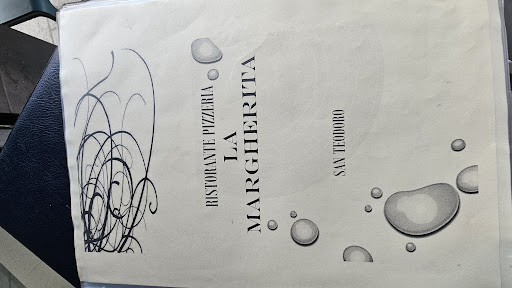 RISTORANTE PIZZERIA
LA
MARGHERITA
SAN TEODORO